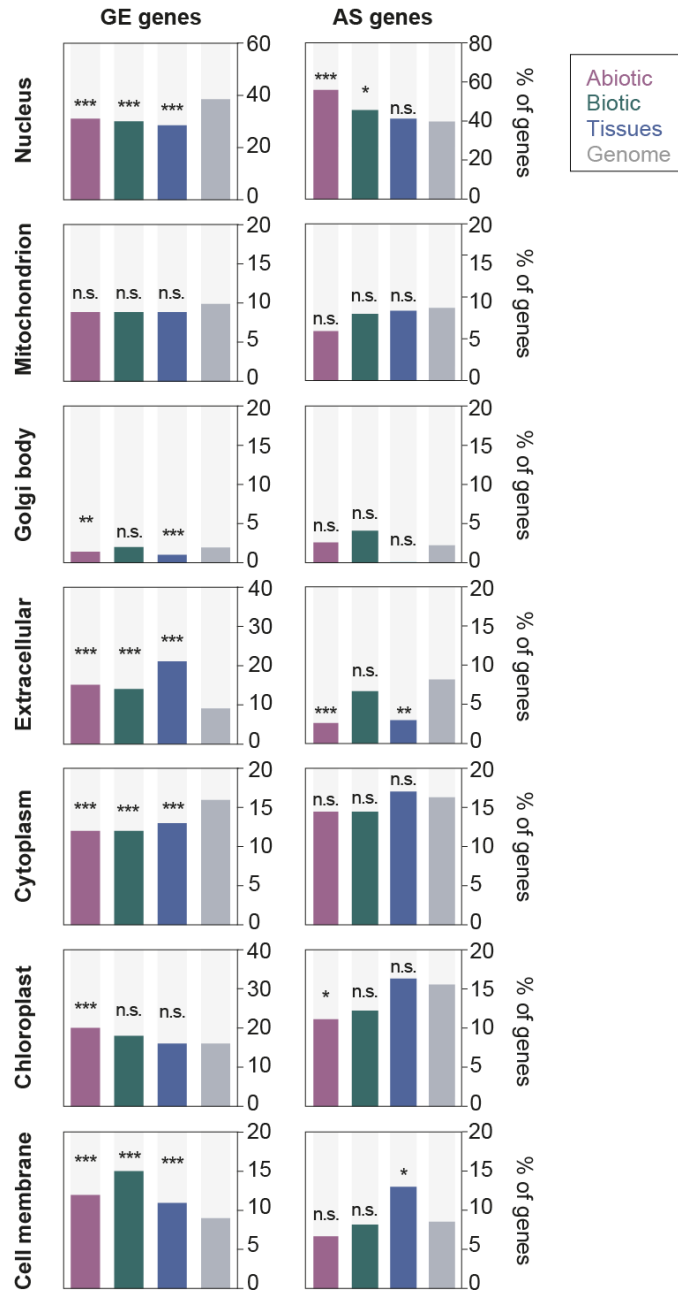 GE genes
AS genes
Abiotic
Biotic
Tissues
Genome
Nucleus
*** *** ***
60
40
20
0
*** * n.s.
80
60
40
20
0
% of genes
Mitochondrion
n.s. n.s. n.s.
20
15
10
5
0
n.s. n.s. n.s.
20
15
10
5
0
% of genes
Golgi body
** n.s. ***
20
15
10
5
0
n.s. n.s. n.s.
20
15
10
5
0
% of genes
Extracellular
*** *** ***
40
30
20
10
0
*** n.s. **
20
15
10
5
0
% of genes
Cytoplasm
*** *** ***
20
15
10
5
0
n.s. n.s. n.s.
20
15
10
5
0
% of genes
Chloroplast
*** n.s. n.s.
40
30
20
10
0
* n.s. n.s.
20
15
10
5
0
% of genes
Cell membrane
*** *** ***
20
15
10
5
0
n.s. n.s. *
20
15
10
5
0
% of genes